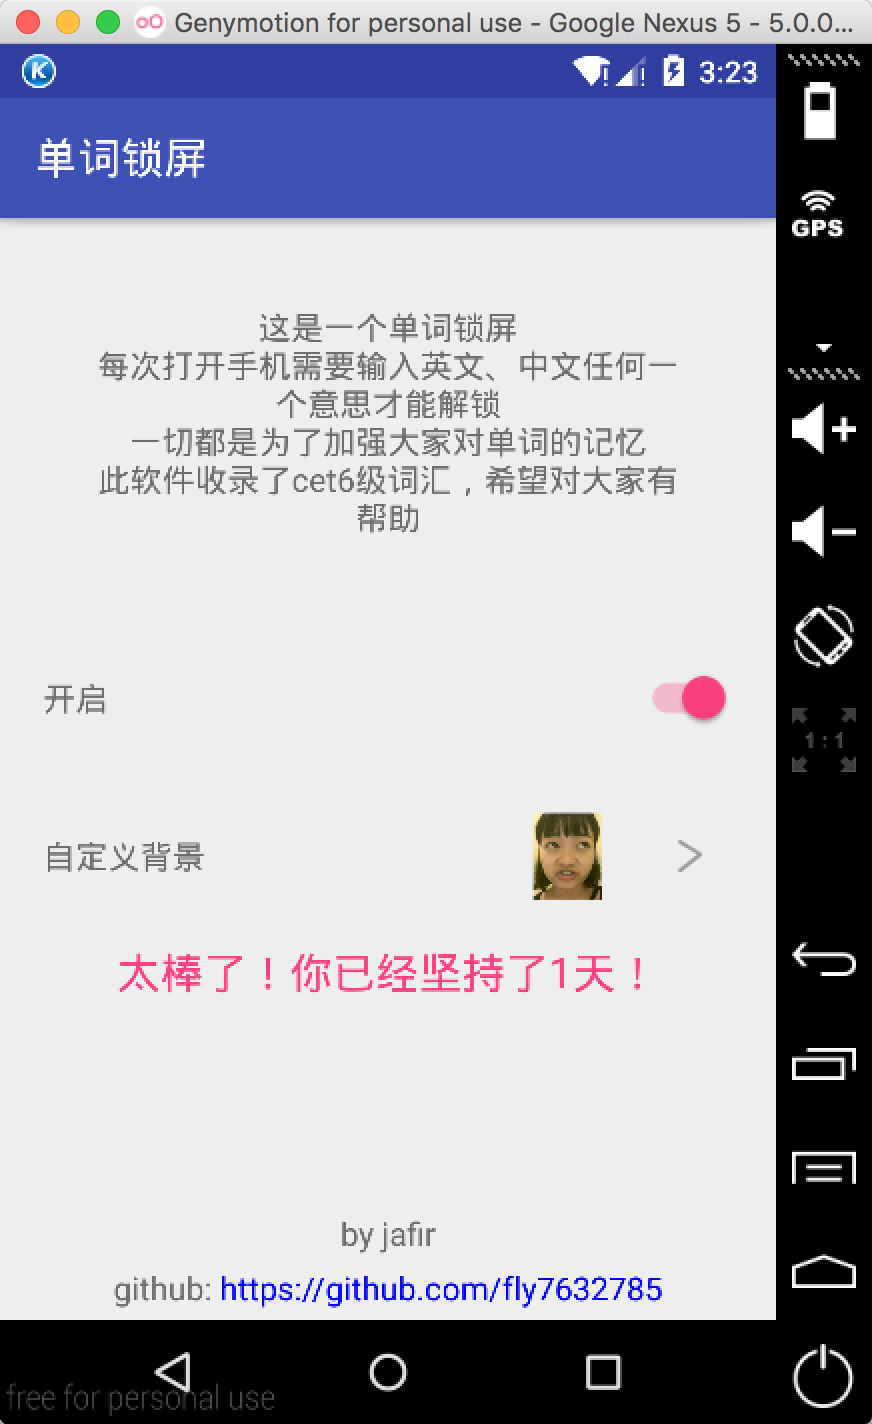 Genymotion for personal use - Google Nexus 5 - 5.0.0...
3:23
单词锁屏
这是一个单词锁屏
每次打开手机需要输入英文、中文任何一
个意思才能解锁
一切都是为了加强大家对单词的记忆
此软件收录了cet6级词汇，希望对大家有
帮助
开启
自定义背景
太棒了！你已经坚持了1天！
by jafir
github: https://github.com/fly7632785
free for personal use
GPS
1:1